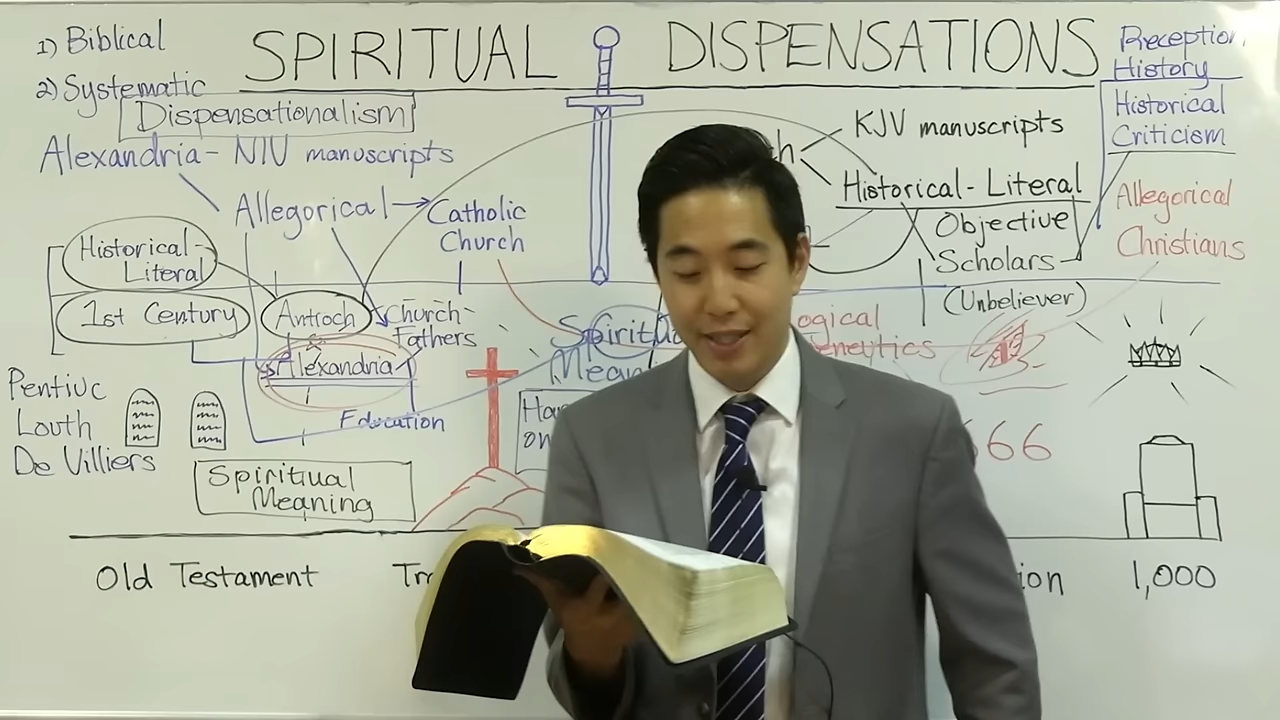 1) Biblical
2) Systematic
Dispensationalism
SPIRITUAL DISPENSATIONS
Reception
History
Historical
Criticism
Allegorical
Christians
Alexandria - NIV manuscripts
Allegorical
Catholic
Church
KJV manuscripts
Historical - Literal
Objective
Scholars
(Unbeliever)
Historical-
Literal
1st Century
Antioch
Church
Fathers
Alexandria
Education
Pentiuc
Louth
De Villiers
Spiritual
Meaning
666
Old Testament
1,000